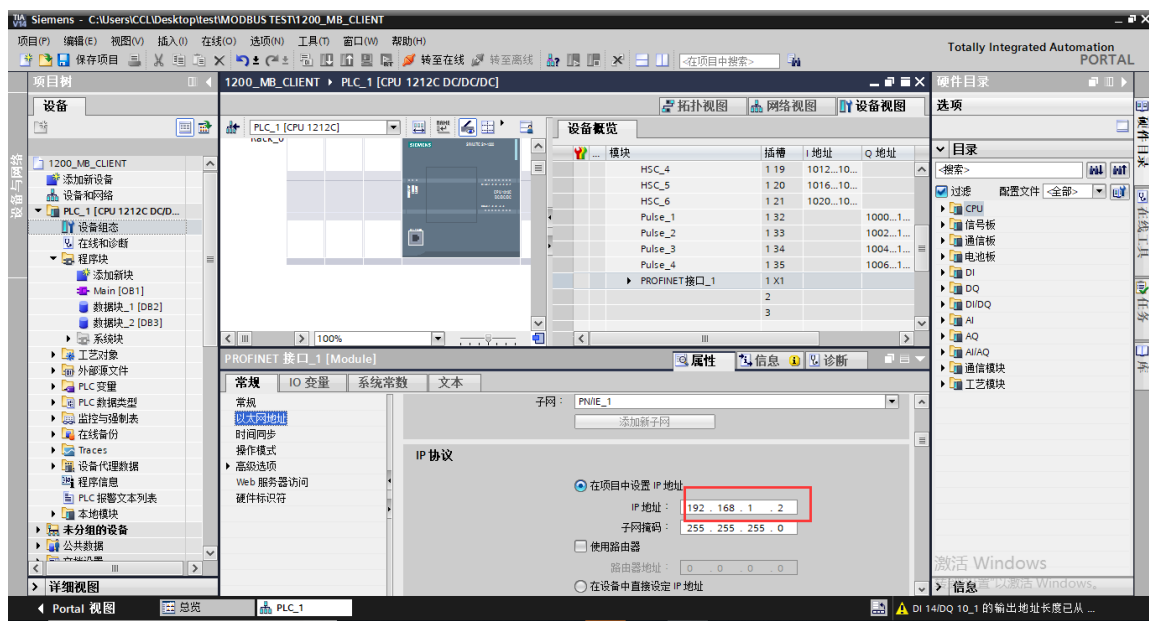 Siemens - C:\Users\CCL\Desktop\test\MODBUS TEST\1200_MB_CLIENT
项目(P) 编辑(E) 视图(V) 插入(I) 在线(O) 选项(N) 工具(T) 窗口(W) 帮助(H)
Totally Integrated Automation
PORTAL
保存项目 转至在线 转至离线 <在项目中搜索>
项目树
1200_MB_CLIENT ▸ PLC_1 [CPU 1212C DC/DC/DC]
硬件目录
设备
拓扑视图 网络视图 设备视图
选项
PLC_1 [CPU 1212C]
设备概览
Rack_0
SIEMENS
模块 插槽 I 地址 Q 地址
目录
<搜索>
过滤 配置文件 <全部>
HSC_4 1 19 1012...10...
HSC_5 1 20 1016...10...
HSC_6 1 21 1020...10...
Pulse_1 1 32 1000...1...
Pulse_2 1 33 1002...1...
Pulse_3 1 34 1004...1...
Pulse_4 1 35 1006...1...
PROFINET接口_1 1 X1
2
3
1200_MB_CLIENT
添加新设备
设备和网络
PLC_1 [CPU 1212C DC/D...
设备组态
在线和诊断
程序块
添加新块
Main [OB1]
数据块_1 [DB2]
数据块_2 [DB3]
系统块
工艺对象
外部源文件
PLC 变量
PLC 数据类型
监控与强制表
在线备份
Traces
设备代理数据
程序信息
PLC 报警文本列表
本地模块
未分组的设备
公共数据
详细视图
CPU
信号板
通信板
电池板
DI
DQ
DI/DQ
AI
AQ
AI/AQ
通信模块
工艺模块
设备与网络
硬件目录
在线工具
任务
库
100%
PROFINET 接口_1 [Module]
属性 信息 诊断
常规 IO 变量 系统常数 文本
常规
以太网地址
时间同步
操作模式
高级选项
Web 服务器访问
硬件标识符
子网： PN/IE_1
添加新子网
IP 协议
在项目中设置 IP 地址
IP 地址： 192 . 168 . 1 . 2
子网掩码： 255 . 255 . 255 . 0
使用路由器
路由器地址： 0 . 0 . 0 . 0
在设备中直接设定 IP 地址
激活 Windows
以激活 Windows。
信息
Portal 视图 总览 PLC_1
DI 14/DQ 10_1 的输出地址长度已从 ...